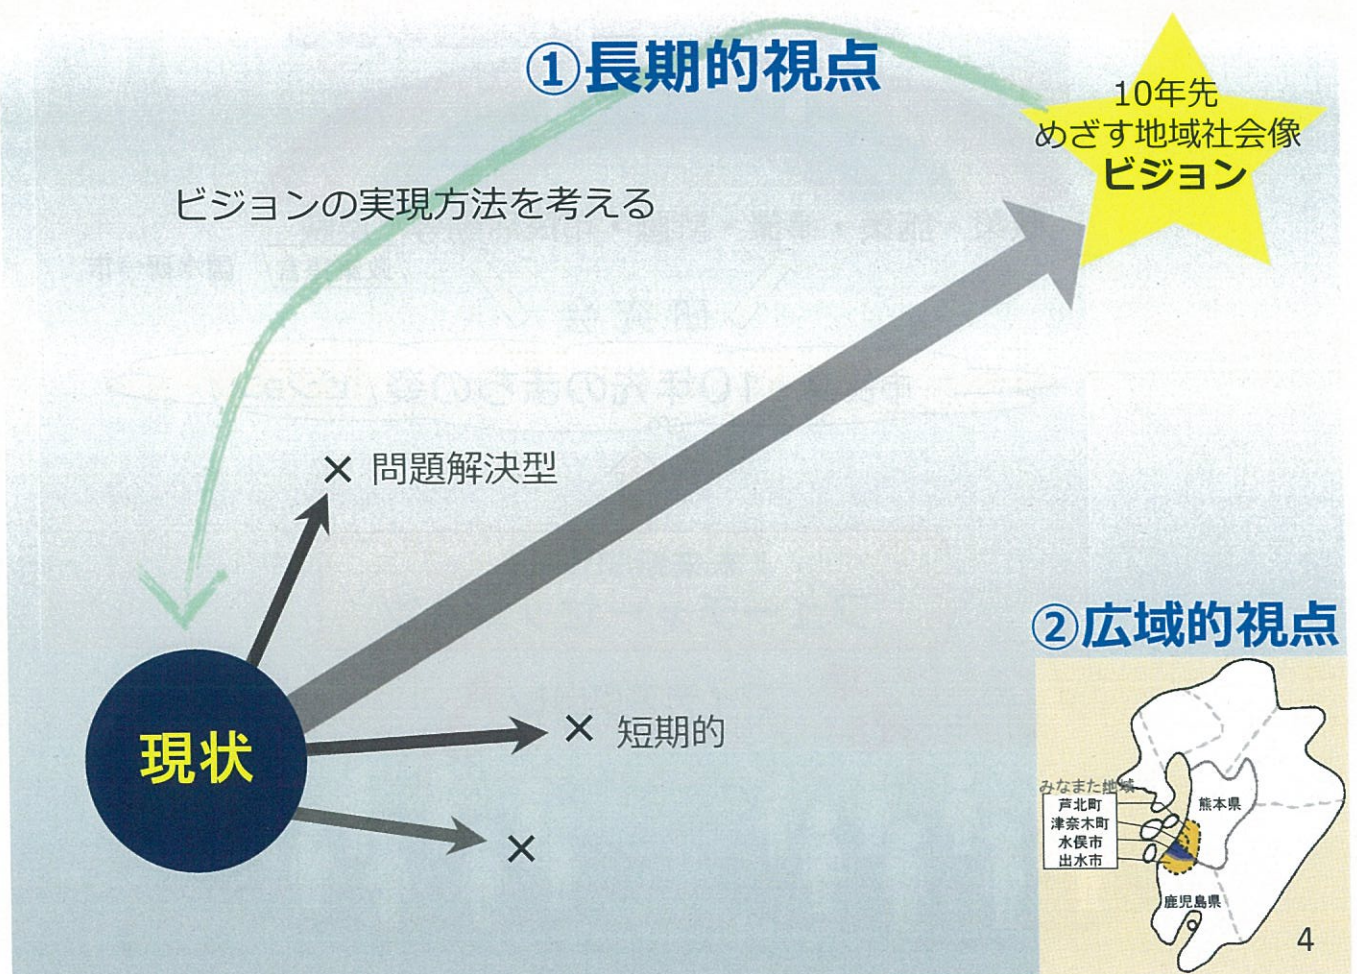 ①長期的視点
10年先
めざす地域社会像
ビジョン
ビジョンの実現方法を考える
× 問題解決型
現状
× 短期的
×
②広域的視点
みなまた地域
芦北町
津奈木町
水俣市
出水市
熊本県
鹿児島県
4